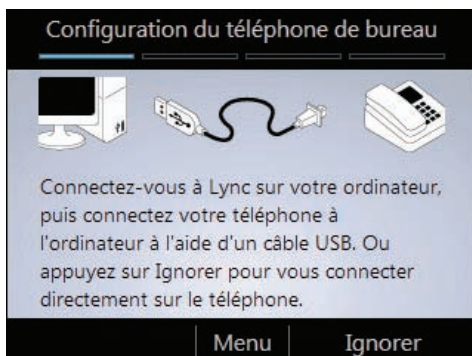 Configuration du téléphone de bureau
Connectez-vous à Lync sur votre ordinateur,
puis connectez votre téléphone à
l'ordinateur à l'aide d'un câble USB. Ou
appuyez sur Ignorer pour vous connecter
directement sur le téléphone.
Menu Ignorer